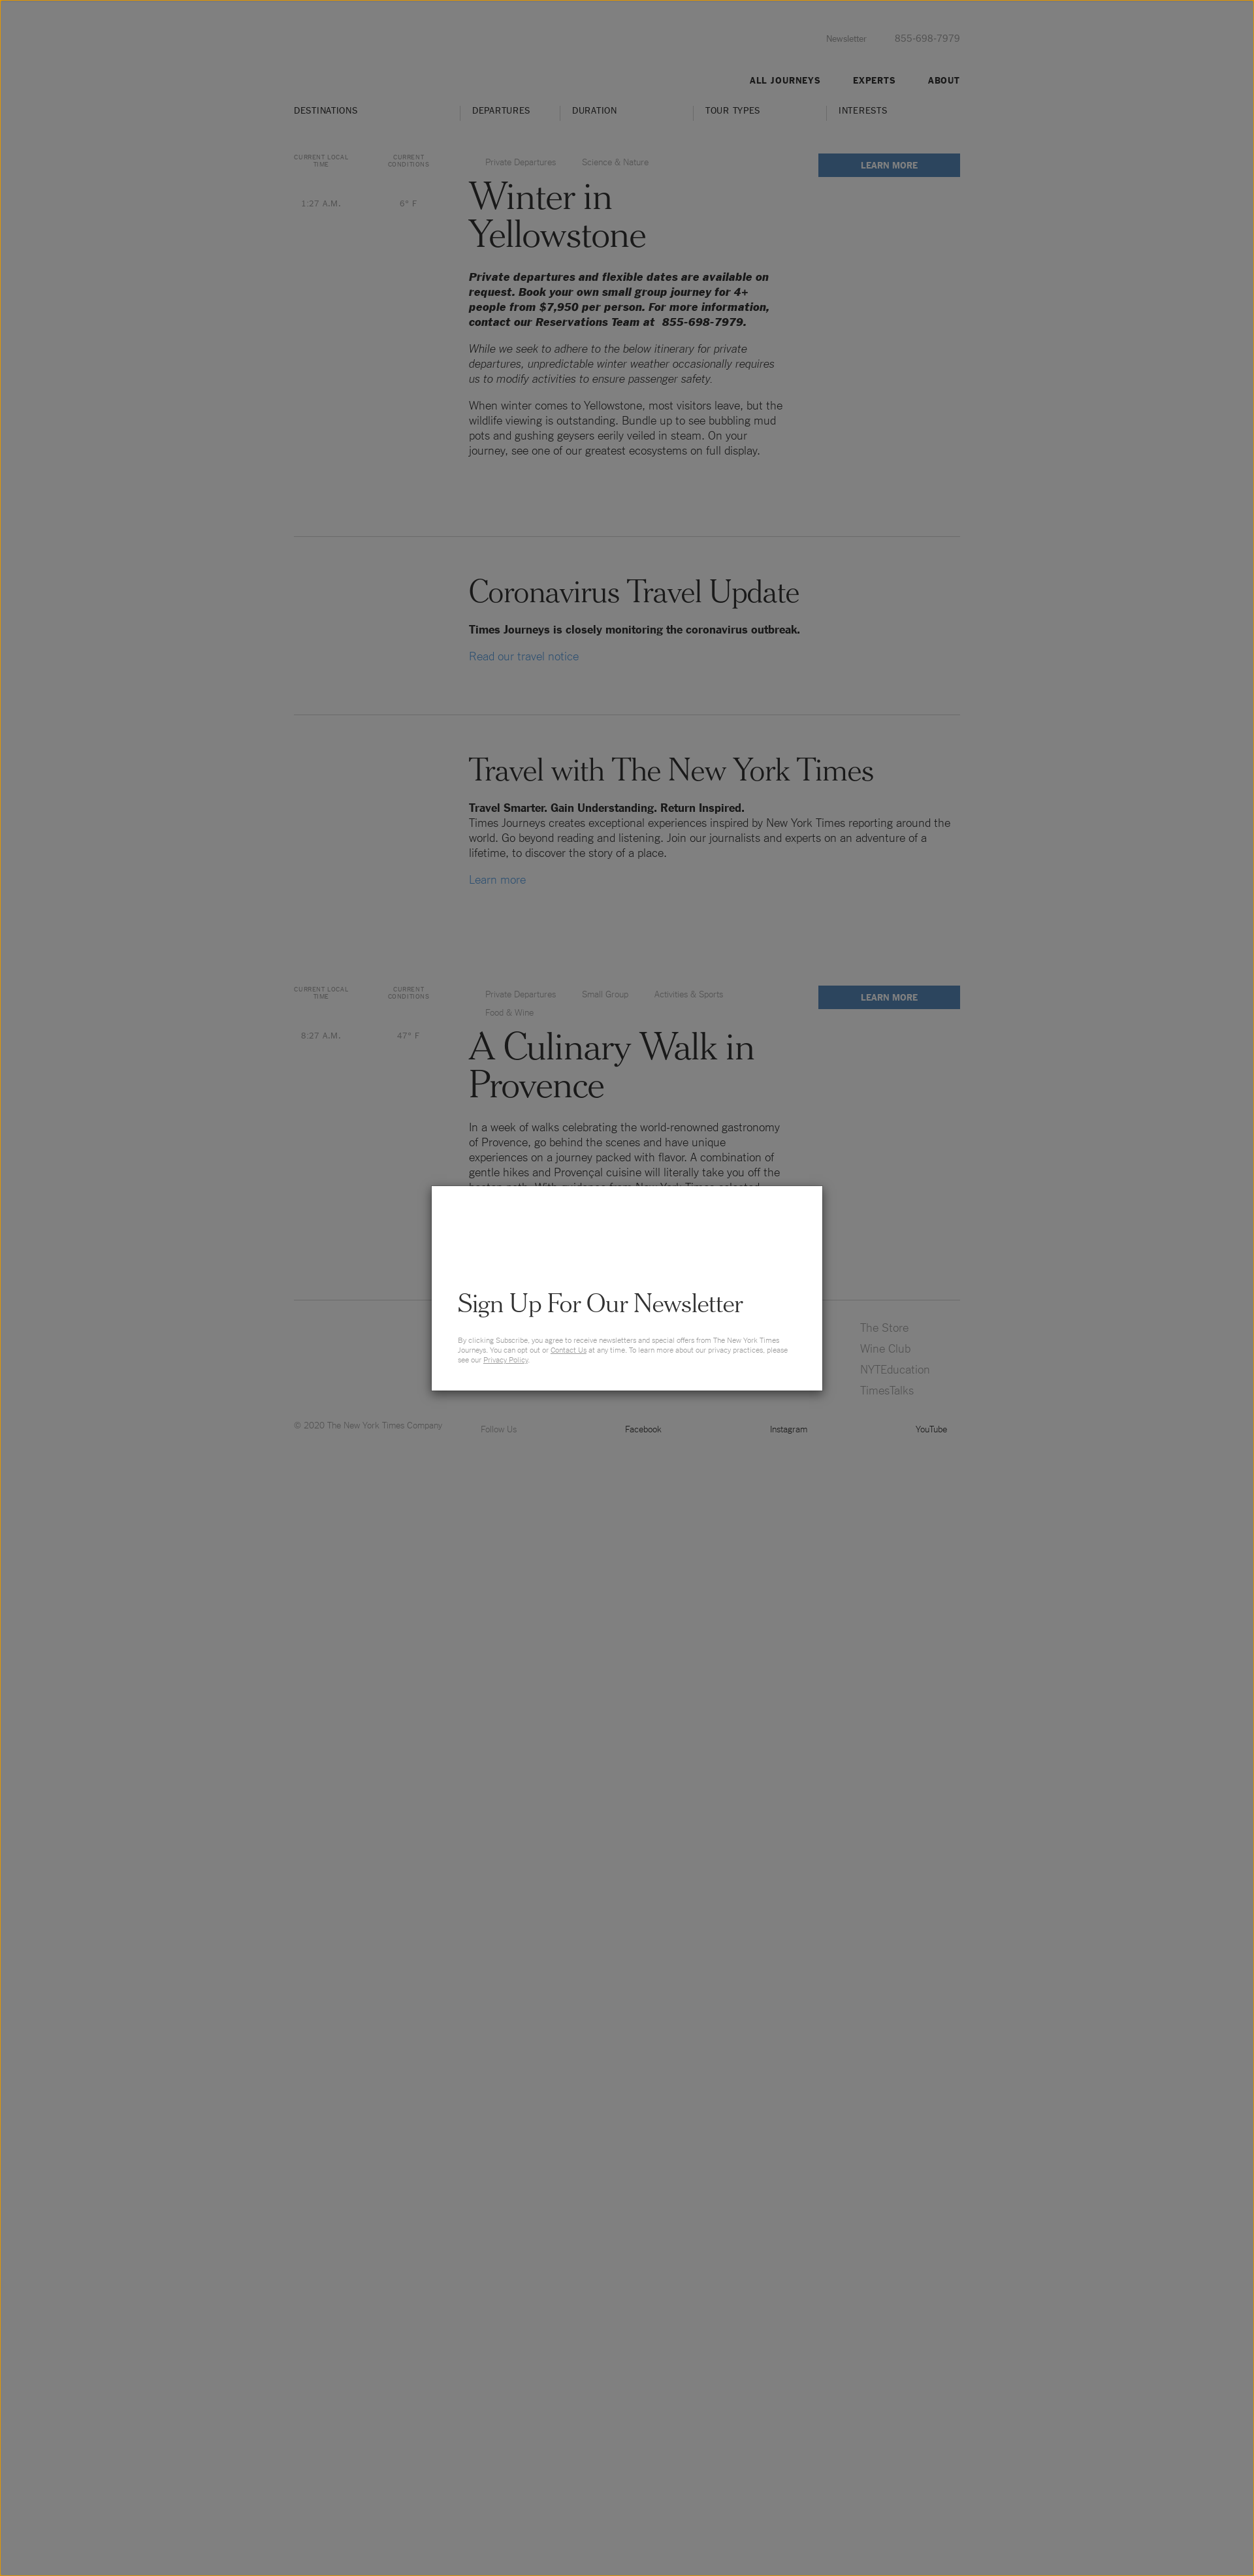 Newsletter 855-698-7979
ALL JOURNEYS EXPERTS ABOUT
DESTINATIONS DEPARTURES DURATION TOUR TYPES INTERESTS
CURRENT LOCAL
TIME
1:27 A.M.
CURRENT
CONDITIONS
6° F
Private Departures Science & Nature
LEARN MORE
Winter in
Yellowstone
Private departures and flexible dates are available on
request. Book your own small group journey for 4+
people from $7,950 per person. For more information,
contact our Reservations Team at 855-698-7979.
While we seek to adhere to the below itinerary for private
departures, unpredictable winter weather occasionally requires
us to modify activities to ensure passenger safety.
When winter comes to Yellowstone, most visitors leave, but the
wildlife viewing is outstanding. Bundle up to see bubbling mud
pots and gushing geysers eerily veiled in steam. On your
journey, see one of our greatest ecosystems on full display.
Coronavirus Travel Update
Times Journeys is closely monitoring the coronavirus outbreak.
Read our travel notice
Travel with The New York Times
Travel Smarter. Gain Understanding. Return Inspired.
Times Journeys creates exceptional experiences inspired by New York Times reporting around the
world. Go beyond reading and listening. Join our journalists and experts on an adventure of a
lifetime, to discover the story of a place.
Learn more
CURRENT LOCAL
TIME
8:27 A.M.
CURRENT
CONDITIONS
47° F
Private Departures Small Group Activities & Sports
Food & Wine
LEARN MORE
A Culinary Walk in
Provence
In a week of walks celebrating the world-renowned gastronomy
of Provence, go behind the scenes and have unique
experiences on a journey packed with flavor. A combination of
gentle hikes and Provençal cuisine will literally take you off the
Sign Up For Our Newsletter
By clicking Subscribe, you agree to receive newsletters and special offers from The New York Times
Journeys. You can opt out or Contact Us at any time. To learn more about our privacy practices, please
see our Privacy Policy.
The Store
Wine Club
NYTEducation
TimesTalks
© 2020 The New York Times Company Follow Us Facebook Instagram YouTube